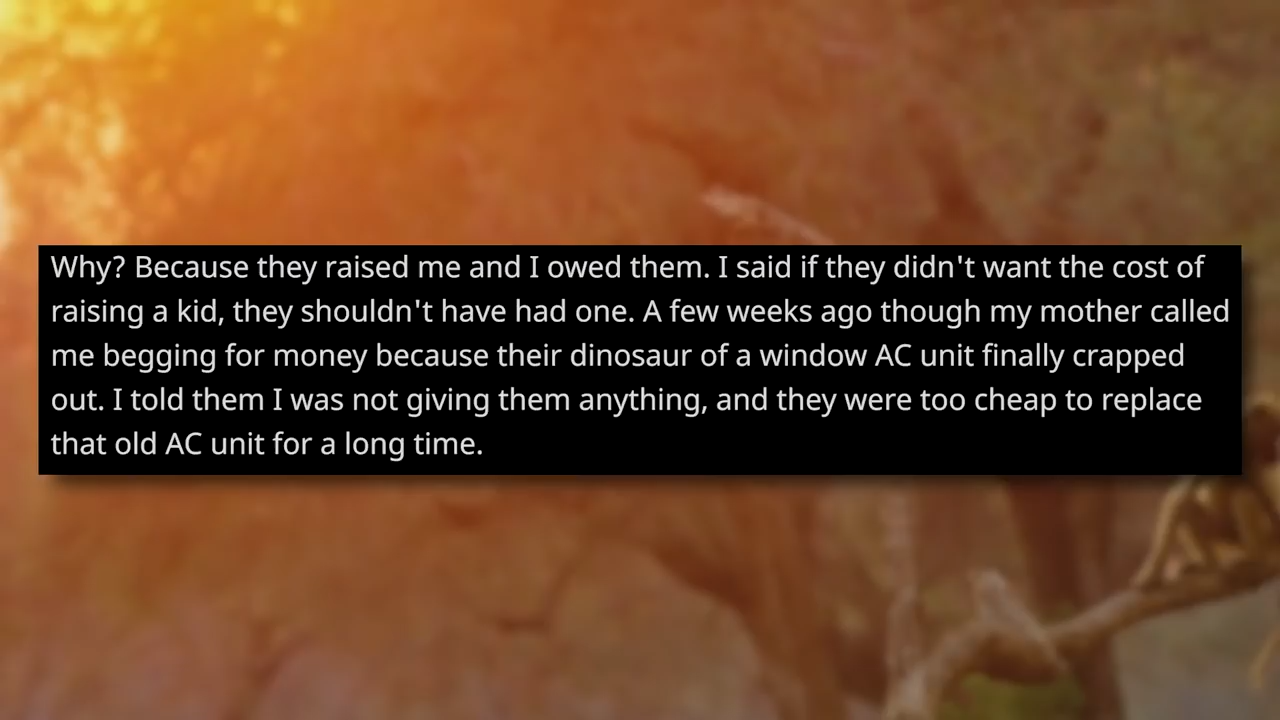 Why? Because they raised me and I owed them. I said if they didn't want the cost of
raising a kid, they shouldn't have had one. A few weeks ago though my mother called
me begging for money because their dinosaur of a window AC unit finally crapped
out. I told them I was not giving them anything, and they were too cheap to replace
that old AC unit for a long time.